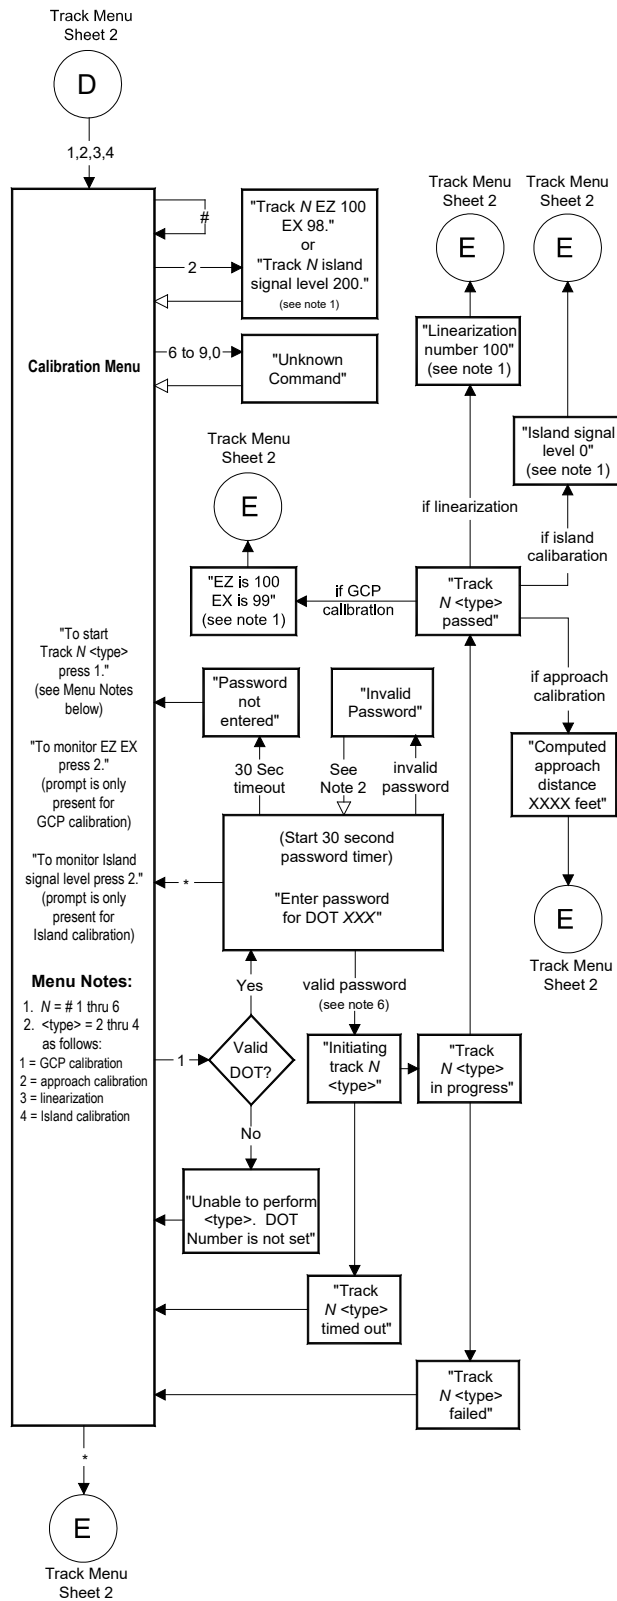 Track Menu
Sheet 2
D
1,2,3,4
#
"Track N EZ 100
EX 98."
or
"Track N island
signal level 200."
(see note 1)
2
Calibration Menu
6 to 9,0
"Unknown
Command"
Track Menu
Sheet 2
E
Track Menu
Sheet 2
E
"Linearization
number 100"
(see note 1)
"Island signal
level 0"
(see note 1)
Track Menu
Sheet 2
E
if linearization
if island
calibaration
"EZ is 100
EX is 99"
(see note 1)
if GCP
calibration
"Track
N <type>
passed"
"To start
Track N <type>
press 1."
(see Menu Notes
below)
"Password
not
entered"
"Invalid
Password"
if approach
calibration
"To monitor EZ EX
press 2."
(prompt is only
present for
GCP calibration)
30 Sec
timeout
See
Note 2
invalid
password
"Computed
approach
distance
XXXX feet"
"To monitor Island
signal level press 2."
(prompt is only
present for
Island calibration)
*
(Start 30 second
password timer)
"Enter password
for DOT XXX"
E
Track Menu
Sheet 2
Menu Notes:
1. N = # 1 thru 6
2. <type> = 2 thru 4
as follows:
1 = GCP calibration
2 = approach calibration
3 = linearization
4 = Island calibration
Yes
valid password
(see note 6)
1
Valid
DOT?
"Initiating
track N
<type>"
"Track
N <type>
in progress"
No
"Unable to perform
<type>. DOT
Number is not set"
"Track
N <type>
timed out"
"Track
N <type>
failed"
*
E
Track Menu
Sheet 2